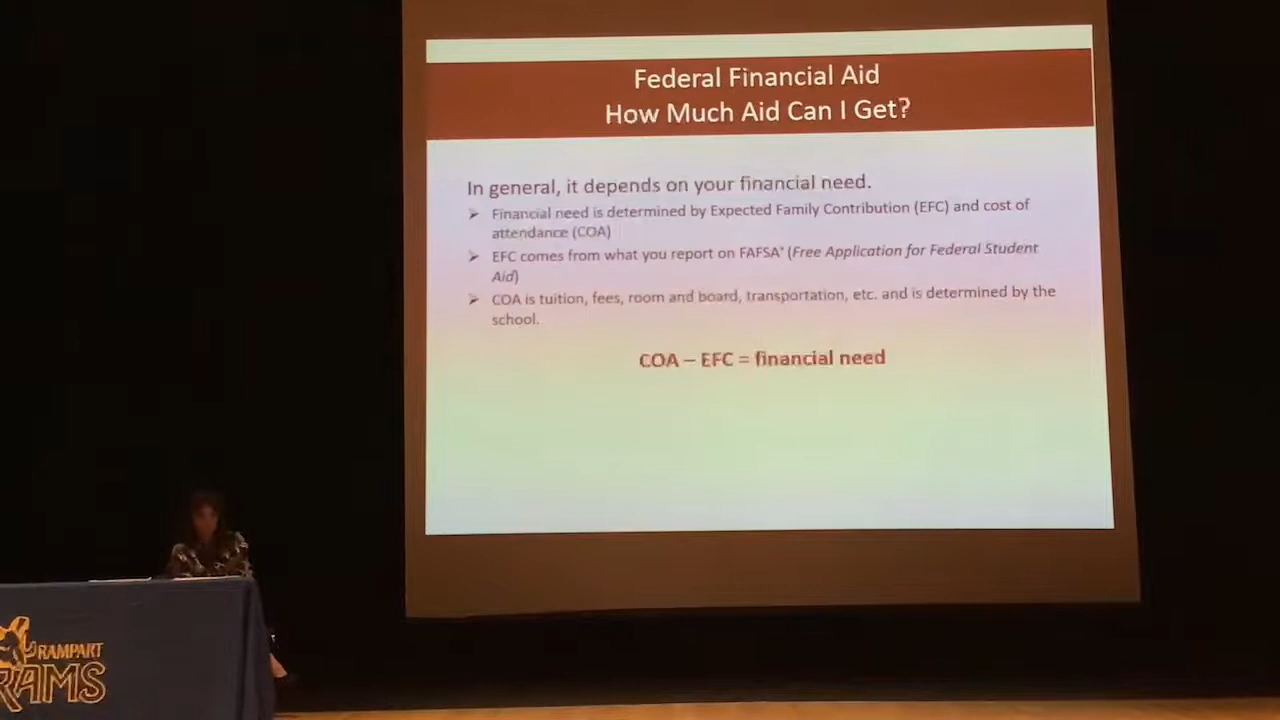 Federal Financial Aid
How Much Aid Can I Get?
In general, it depends on your financial need.
➤ Financial need is determined by Expected Family Contribution (EFC) and cost of
attendance (COA)
➤ EFC comes from what you report on FAFSA® (Free Application for Federal Student
Aid)
➤ COA is tuition, fees, room and board, transportation, etc. and is determined by the
school.
COA – EFC = financial need
RAMPART
RAMS